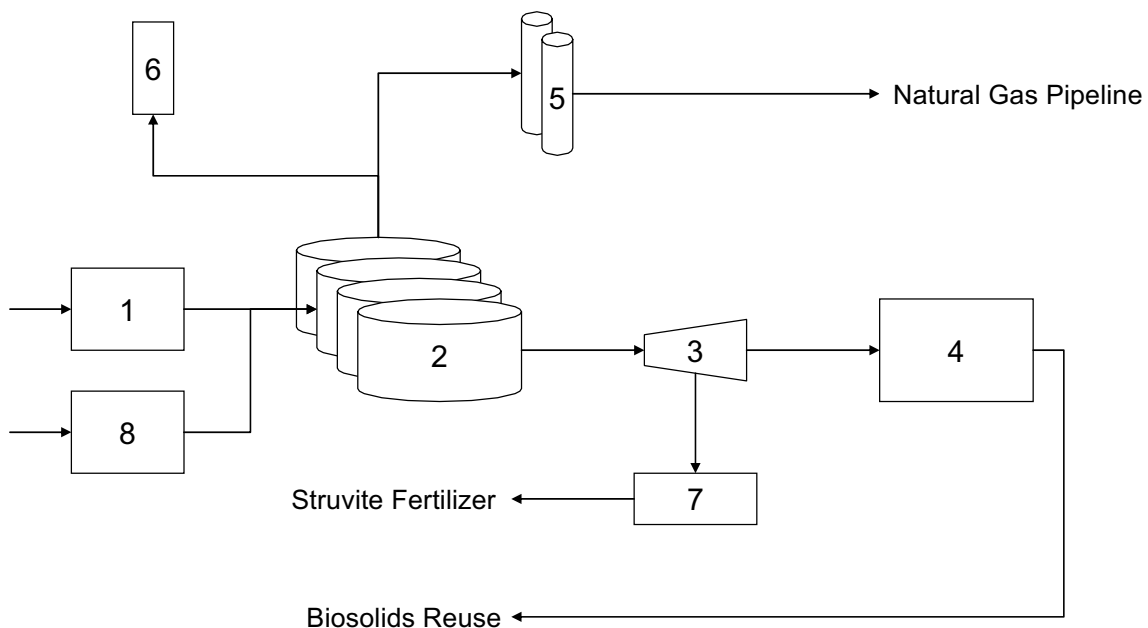 6
5
Natural Gas Pipeline
1
2
3
4
8
7
Struvite Fertilizer
Biosolids Reuse